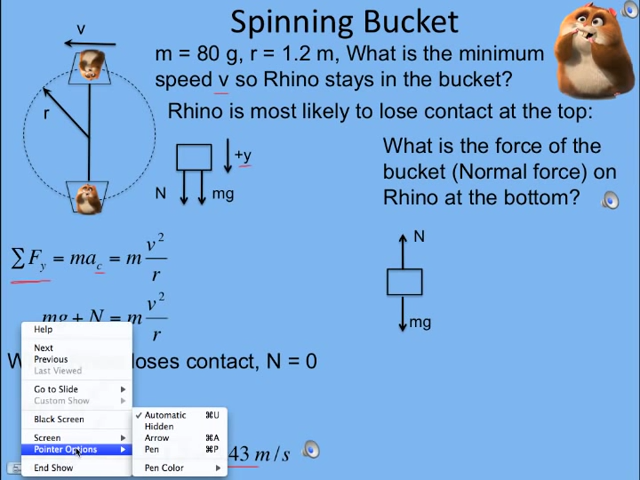 Spinning Bucket
v
m = 80 g, r = 1.2 m, What is the minimum
speed v so Rhino stays in the bucket?
r
Rhino is most likely to lose contact at the top:
+y
N
mg
What is the force of the
bucket (Normal force) on
Rhino at the bottom?
N
mg
∑F_y = ma_c = m v²/r
mg + N = m v²/r
loses contact, N = 0
43 m/s
Help
Next
Previous
Last Viewed
Go to Slide
Custom Show
Black Screen
Screen
Pointer Options
End Show
✓ Automatic ⌘U
Hidden
Arrow ⌘A
Pen ⌘P
Pen Color